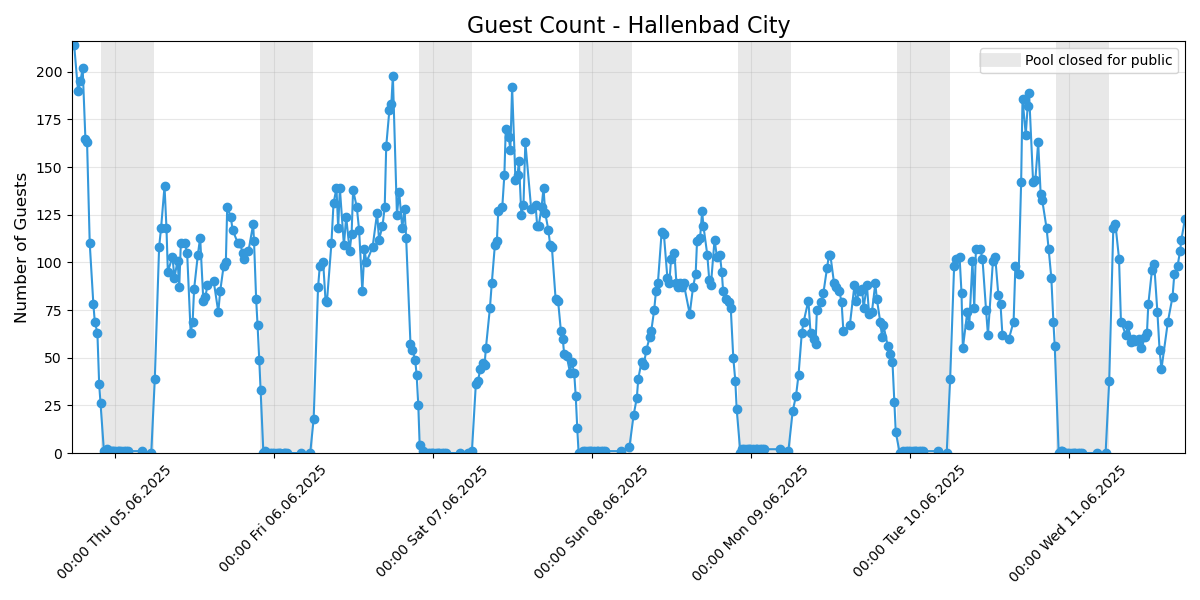 Guest Count - Hallenbad City
Pool closed for public
Number of Guests
200
175
150
125
100
75
50
25
0
00:00 Thu 05.06.2025
00:00 Fri 06.06.2025
00:00 Sat 07.06.2025
00:00 Sun 08.06.2025
00:00 Mon 09.06.2025
00:00 Tue 10.06.2025
00:00 Wed 11.06.2025